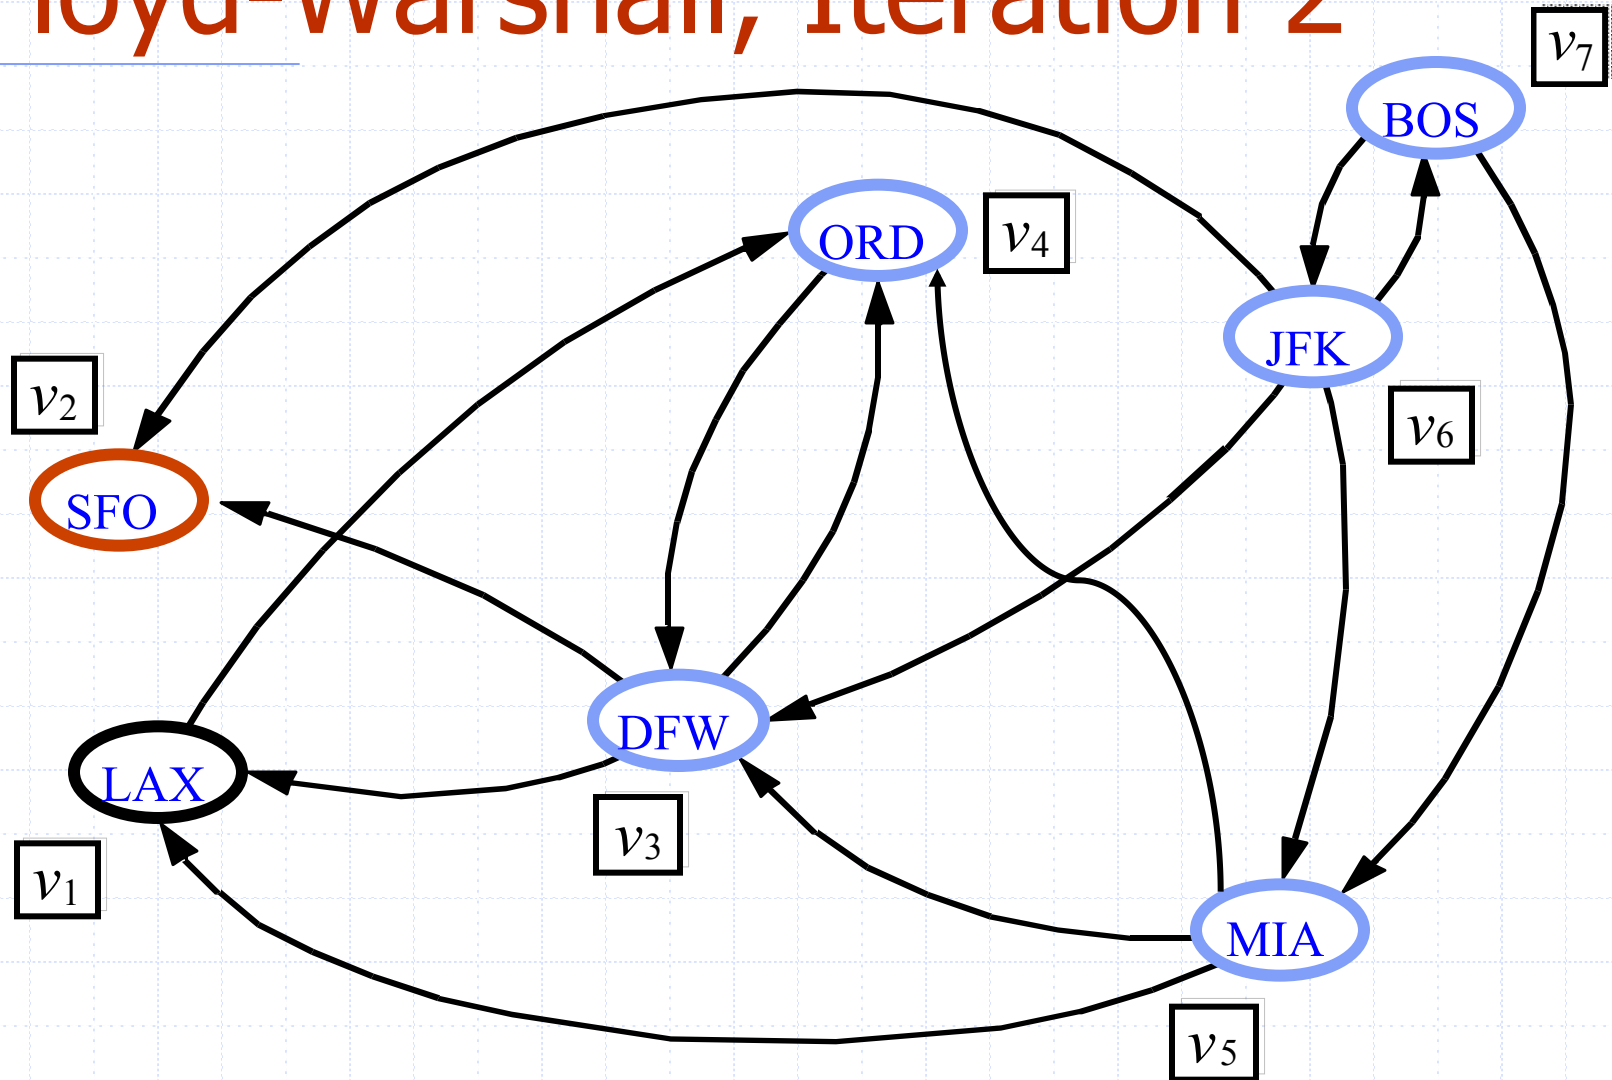 loyd-Warshall, Iteration 2
v7
BOS
ORD
v4
JFK
v2
v6
SFO
DFW
LAX
v3
v1
MIA
v5